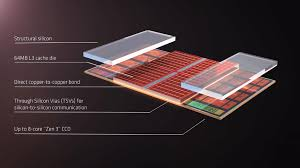 Structural silicon
64MB L3 cache die
Direct copper-to-copper bond
Through Silicon Vias (TSVs) for
silicon-to-silicon communication
Up to 8-core "Zen 3" CCD